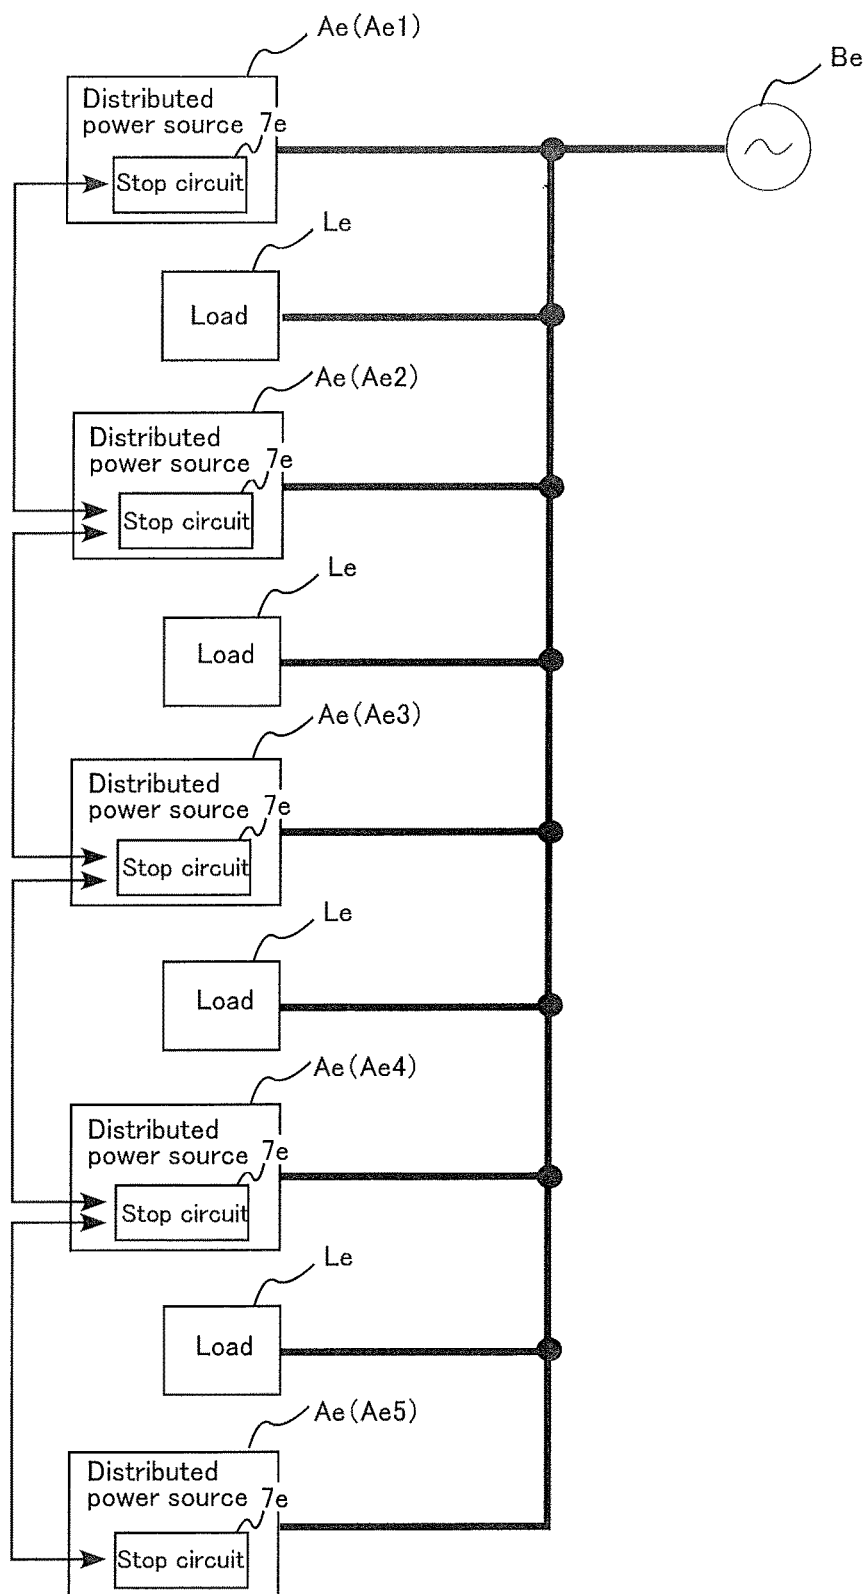 Ae(Ae1)
Be
Distributed
power source
7e
Stop circuit
Le
Load
Ae(Ae2)
Distributed
power source
7e
Stop circuit
Le
Load
Ae(Ae3)
Distributed
power source
7e
Stop circuit
Le
Load
Ae(Ae4)
Distributed
power source
7e
Stop circuit
Le
Load
Ae(Ae5)
Distributed
power source
7e
Stop circuit